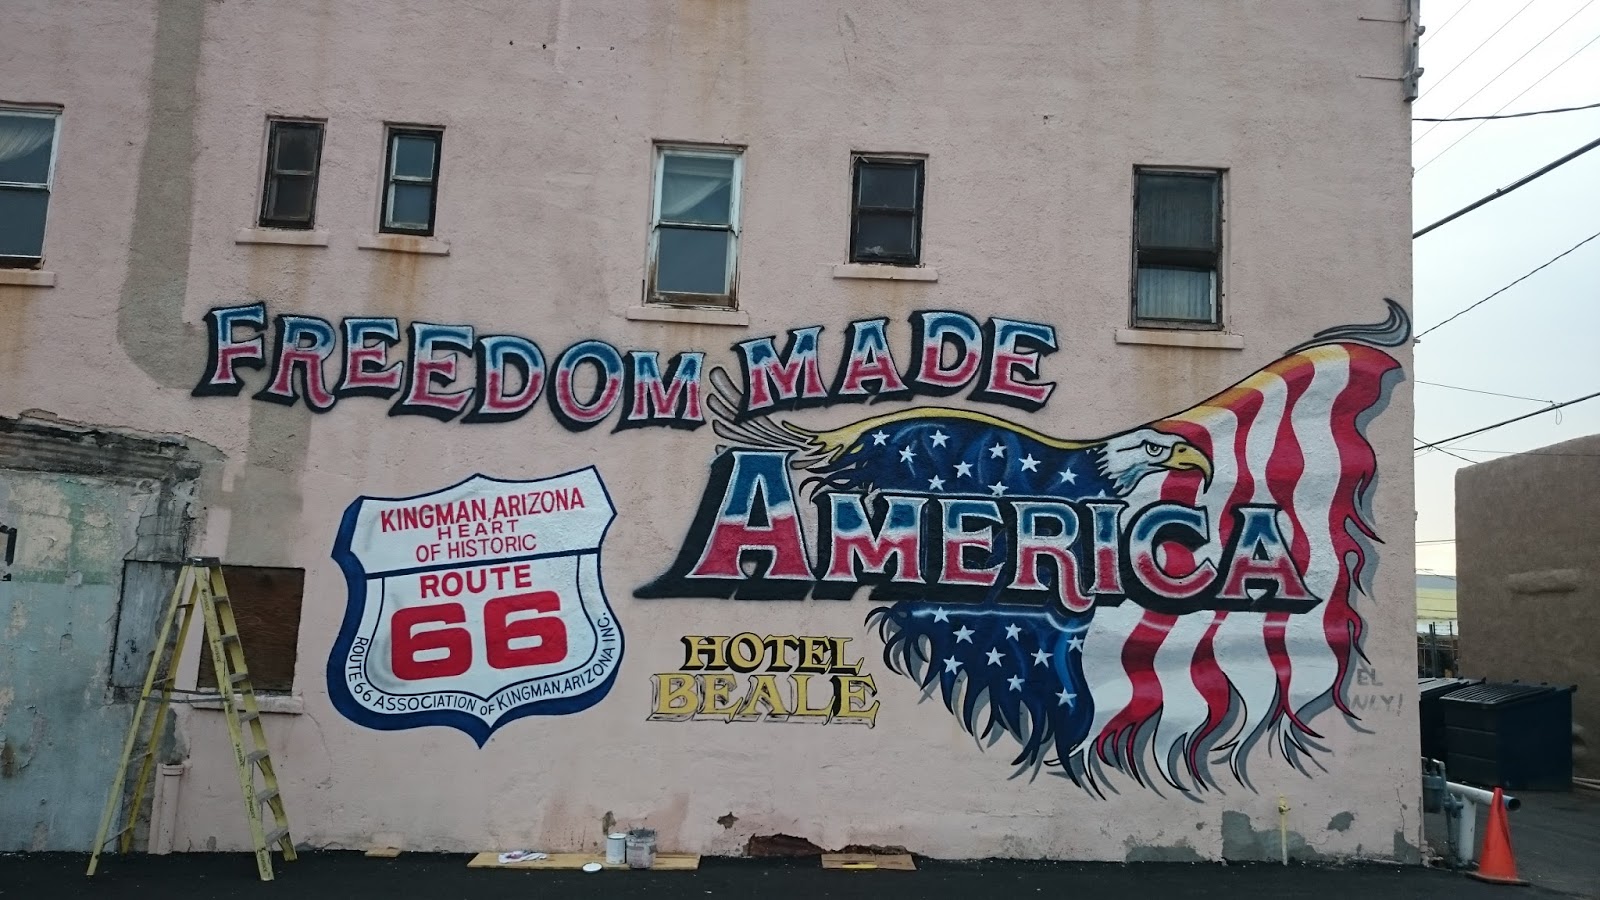 FREEDOM MADE
AMERICA
KINGMAN, ARIZONA
HEART
OF HISTORIC
ROUTE
66
ROUTE 66 ASSOCIATION OF KINGMAN, ARIZONA INC.
HOTEL
BEALE
EL